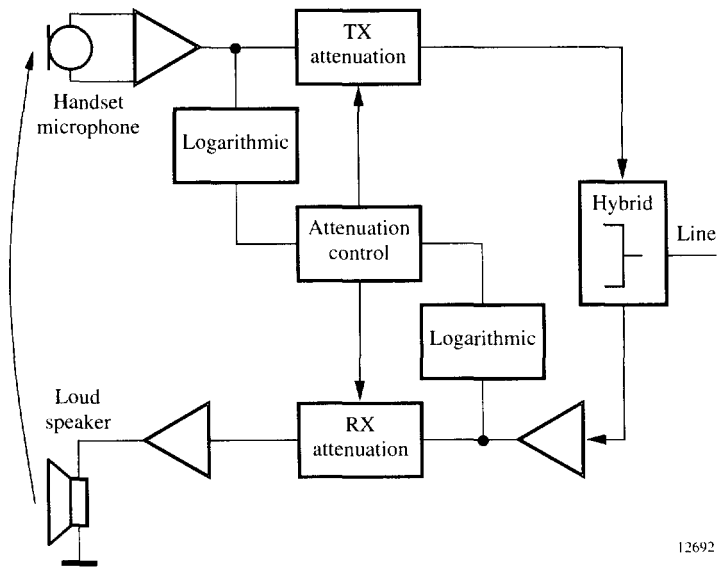 TX
attenuation
Handset
microphone
Logarithmic
Hybrid
Attenuation
control
Line
Logarithmic
Loud
speaker
RX
attenuation
12692